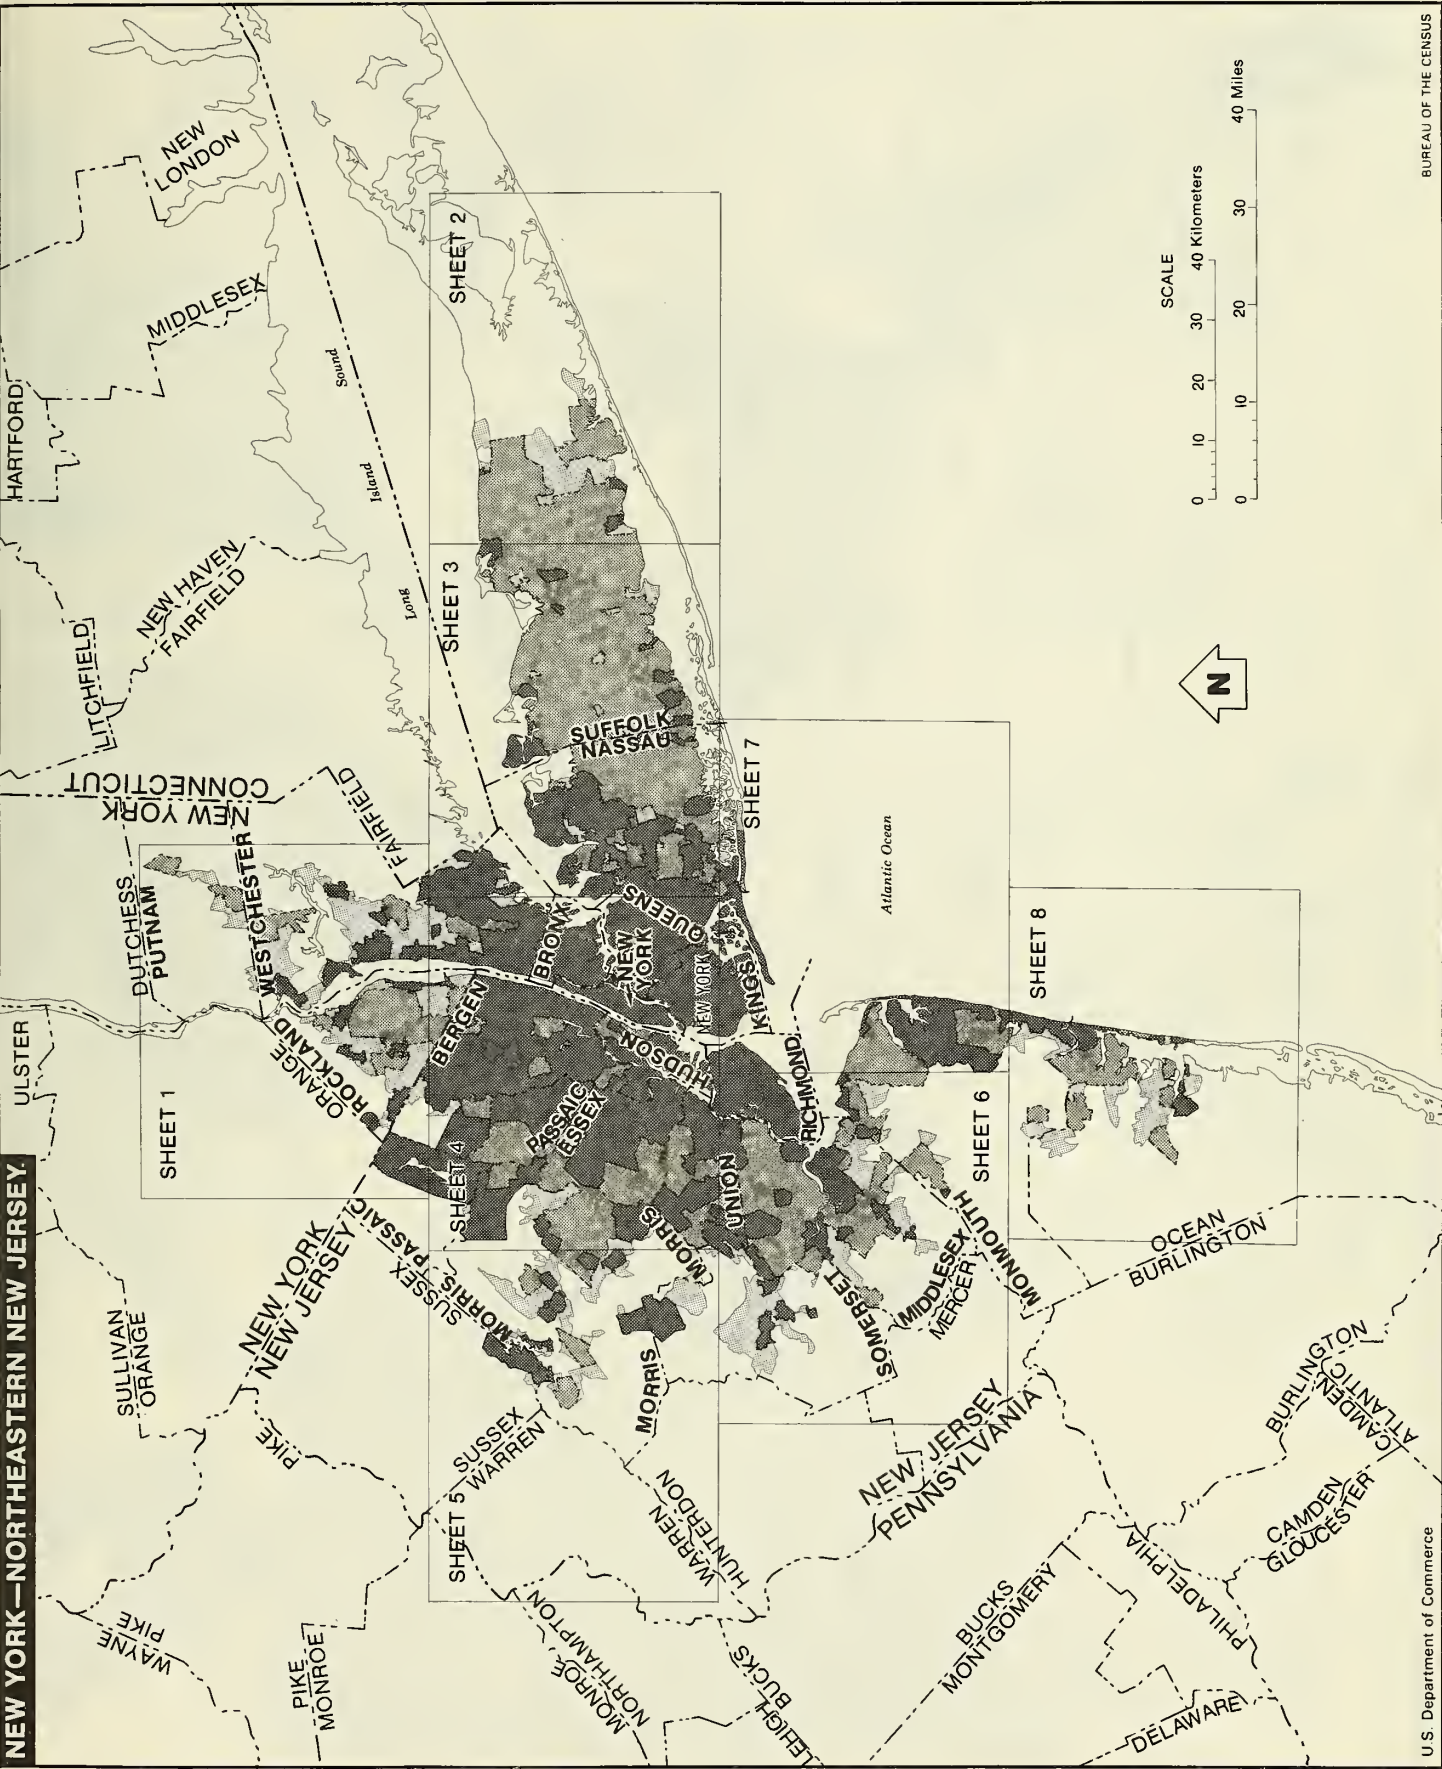 NEW YORK—NORTHEASTERN NEW JERSEY.
WAYNE
PIKE
PIKE
MONROE
SULLIVAN
ORANGE
ULSTER
SHEET 1
DUTCHESS
PUTNAM
WESTCHESTER
NEW YORK
CONNECTICUT
LITCHFIELD
HARTFORD
NEW HAVEN
FAIRFIELD
FAIRFIELD
MIDDLESEX
NEW
LONDON
Long
Island
Sound
PIKE
NEW YORK
NEW JERSEY
ORANGE
ROCKLAND
PASSAIC
SUSSEX
MORRIS
SUSSEX
WARREN
SHEET 5
SHEET 4
SHEET 3
SHEET 2
BERGEN
BRONX
NEW
YORK
NEW YORK
QUEENS
KINGS
HUDSON
PASSAIC
ESSEX
UNION
RICHMOND
SUFFOLK
NASSAU
MORRIS
MORRIS
MONROE
NORTHAMPTON
WARREN
HUNTERDON
LEHIGH
BUCKS
SOMERSET
MIDDLESEX
MERCER
MONMOUTH
SHEET 6
SHEET 7
SHEET 8
Atlantic Ocean
NEW JERSEY
PENNSYLVANIA
BUCKS
MONTGOMERY
PHILADELPHIA
DELAWARE
CAMDEN
GLOUCESTER
BURLINGTON
CAMDEN
ATLANTIC
OCEAN
BURLINGTON
N
SCALE
0 10 20 30 40 Kilometers
0 10 20 30 40 Miles
U.S. Department of Commerce
BUREAU OF THE CENSUS